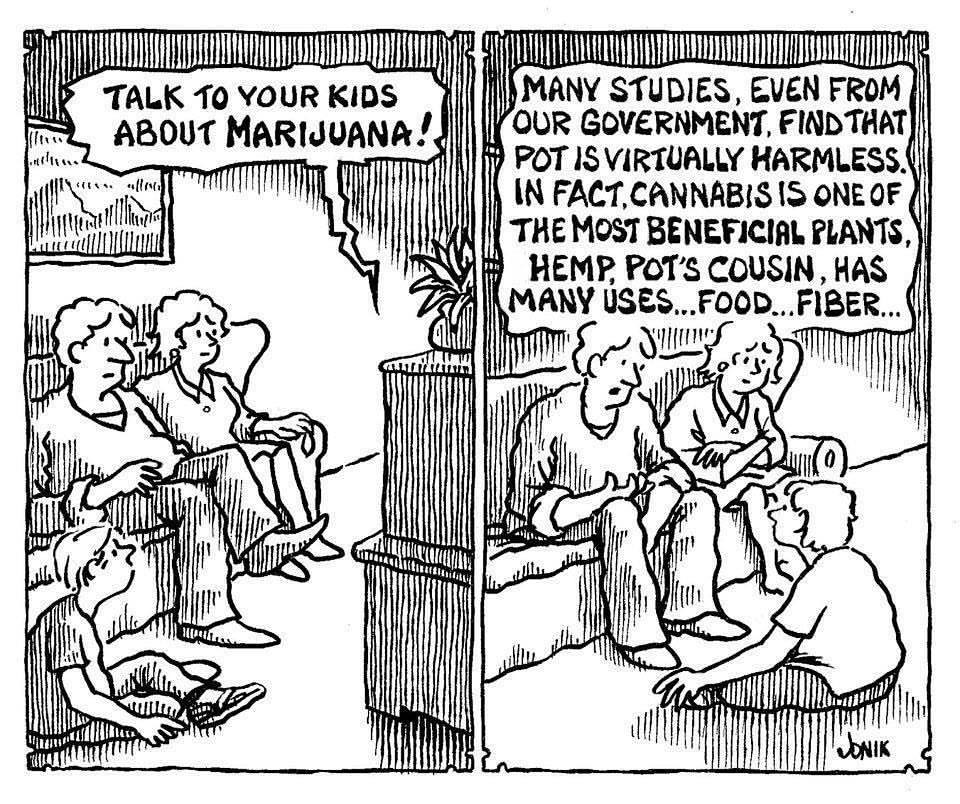 TALK TO YOUR KIDS
ABOUT MARIJUANA!
MANY STUDIES, EVEN FROM
OUR GOVERNMENT, FIND THAT
POT IS VIRTUALLY HARMLESS.
IN FACT, CANNABIS IS ONE OF
THE MOST BENEFICIAL PLANTS,
HEMP, POT'S COUSIN, HAS
MANY USES...FOOD...FIBER...
JONIK